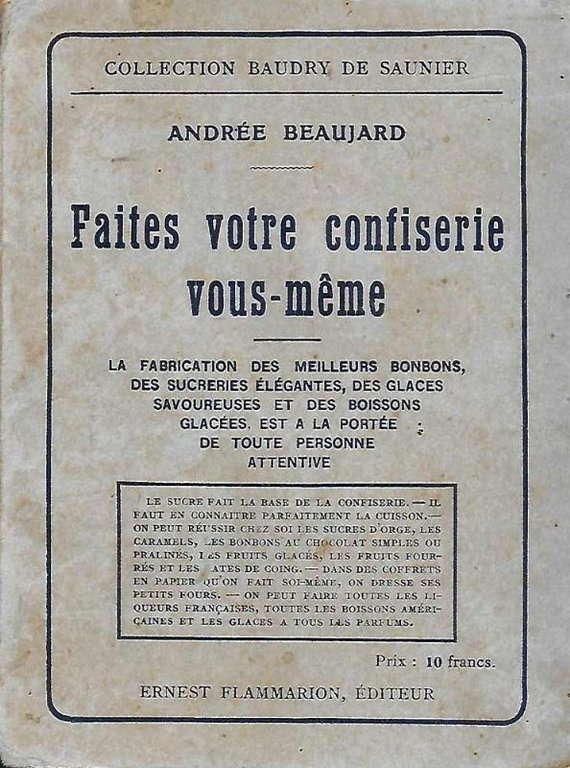 COLLECTION BAUDRY DE SAUNIER
ANDRÉE BEAUJARD
Faites votre confiserie
vous-même
LA FABRICATION DES MEILLEURS BONBONS,
DES SUCRERIES ÉLÉGANTES, DES GLACES
SAVOUREUSES ET DES BOISSONS
GLACÉES, EST A LA PORTÉE
DE TOUTE PERSONNE
ATTENTIVE
LE SUCRE FAIT LA BASE DE LA CONFISERIE. — IL
FAUT EN CONNAITRE PARFAITEMENT LA CUISSON. —
ON PEUT RÉUSSIR CHEZ SOI LES SUCRES D'ORGE, LES
CARAMELS, LES BONBONS AU CHOCOLAT SIMPLES OU
PRALINÉS, LES FRUITS GLACÉS, LES FRUITS FOUR-
RÉS ET LES ATES DE COING. — DANS DES COFFRETS
EN PAPIER QU'ON FAIT SOI-MÊME, ON DRESSE SES
PETITS FOURS. — ON PEUT FAIRE TOUTES LES LI-
QUEURS FRANÇAISES, TOUTES LES BOISSONS AMÉRI-
CAINES ET LES GLACES A TOUS LES PARFUMS.
Prix : 10 francs.
ERNEST FLAMMARION, ÉDITEUR